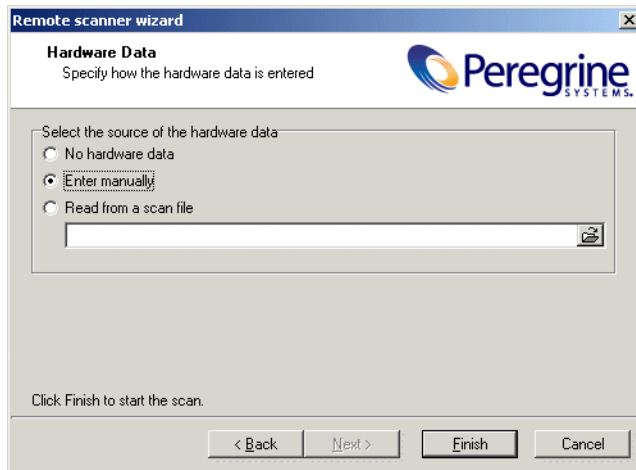 Remote scanner wizard
Hardware Data
Specify how the hardware data is entered
Peregrine
SYSTEMS.
Select the source of the hardware data
No hardware data
Enter manually
Read from a scan file
Click Finish to start the scan.
< Back Next > Finish Cancel